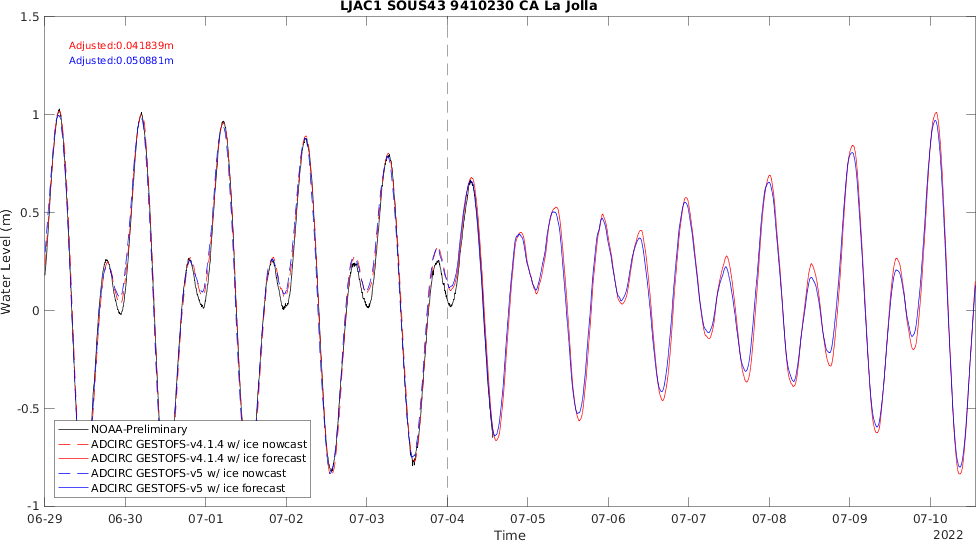 LJAC1 SOUS43 9410230 CA La Jolla
1.5
Adjusted:0.041839m
Adjusted:0.050881m
1
0.5
Water Level (m)
0
-0.5
NOAA-Preliminary
ADCIRC GESTOFS-v4.1.4 w/ ice nowcast
ADCIRC GESTOFS-v4.1.4 w/ ice forecast
ADCIRC GESTOFS-v5 w/ ice nowcast
ADCIRC GESTOFS-v5 w/ ice forecast
-1
06-29 06-30 07-01 07-02 07-03 07-04 07-05 07-06 07-07 07-08 07-09 07-10
Time
2022